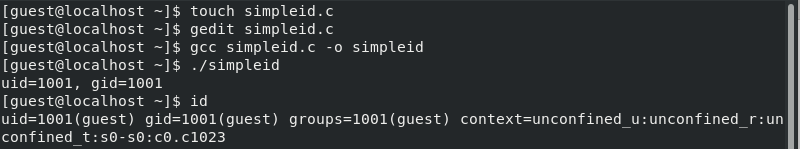 [guest@localhost ~]$ touch simpleid.c
[guest@localhost ~]$ gedit simpleid.c
[guest@localhost ~]$ gcc simpleid.c -o simpleid
[guest@localhost ~]$ ./simpleid
uid=1001, gid=1001
[guest@localhost ~]$ id
uid=1001(guest) gid=1001(guest) groups=1001(guest) context=unconfined_u:unconfined_r:un
confined_t:s0-s0:c0.c1023